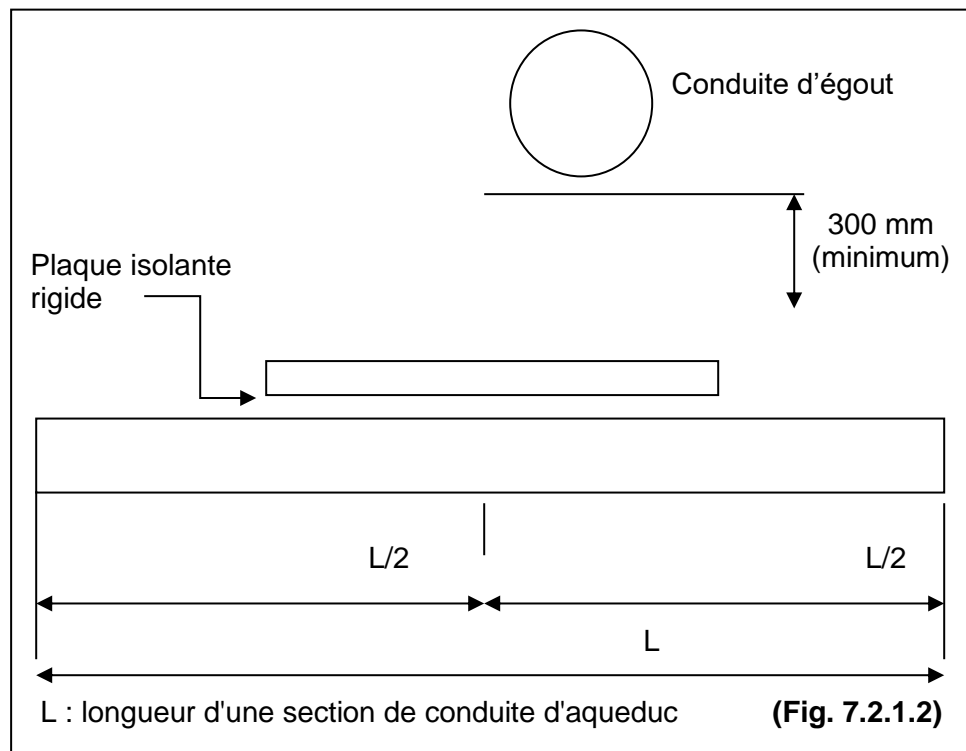 Conduite d’égout
300 mm
(minimum)
Plaque isolante
rigide
L/2
L/2
L
L : longueur d'une section de conduite d'aqueduc (Fig. 7.2.1.2)